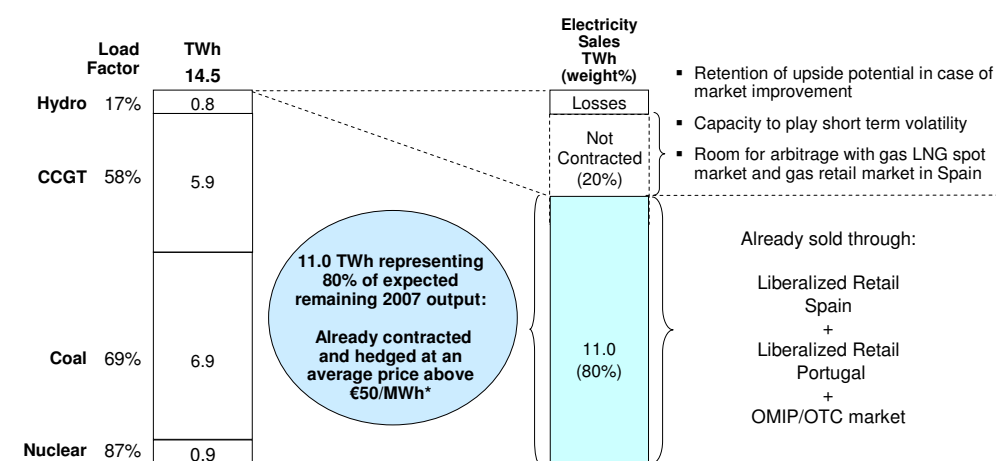 Load
Factor
TWh
14.5
Hydro 17% 0.8
CCGT 58% 5.9
Coal 69% 6.9
Nuclear 87% 0.9
11.0 TWh representing
80% of expected
remaining 2007 output:
Already contracted
and hedged at an
average price above
€50/MWh*
Electricity
Sales
TWh
(weight%)
Losses
Not
Contracted
(20%)
11.0
(80%)
▪ Retention of upside potential in case of
market improvement
▪ Capacity to play short term volatility
▪ Room for arbitrage with gas LNG spot
market and gas retail market in Spain
Already sold through:
Liberalized Retail
Spain
+
Liberalized Retail
Portugal
+
OMIP/OTC market